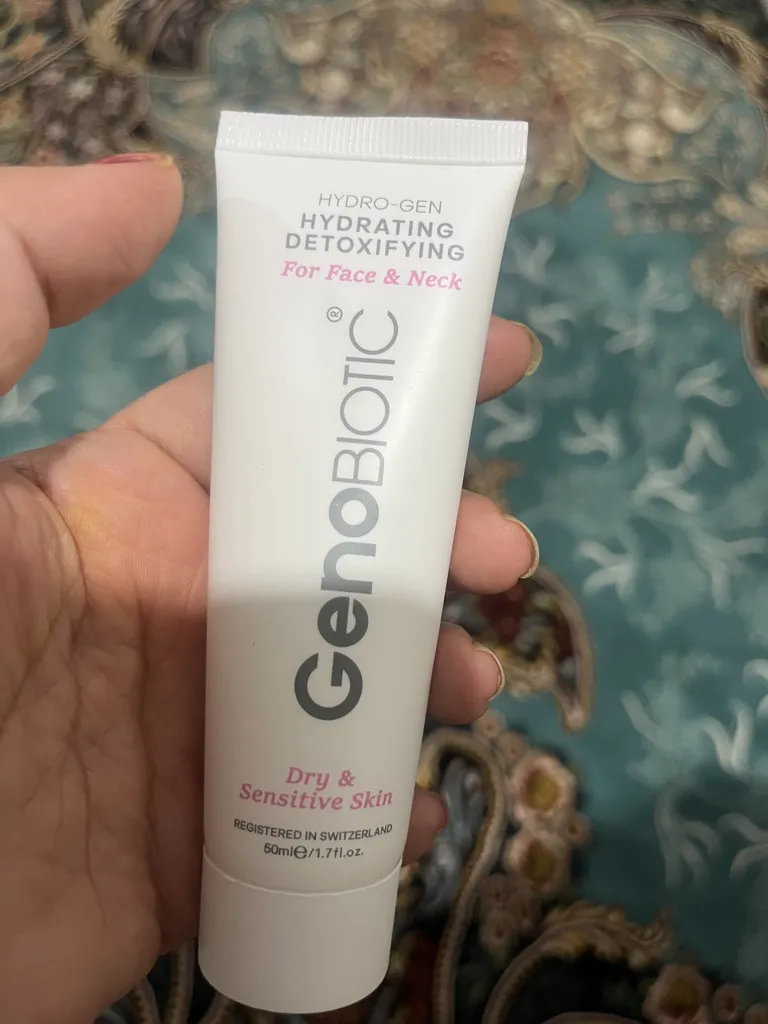 HYDRO-GEN
HYDRATING
DETOXIFYING
For Face & Neck
GenoBIOTIC®
Dry &
Sensitive Skin
REGISTERED IN SWITZERLAND
50ml℮/1.7fl.oz.